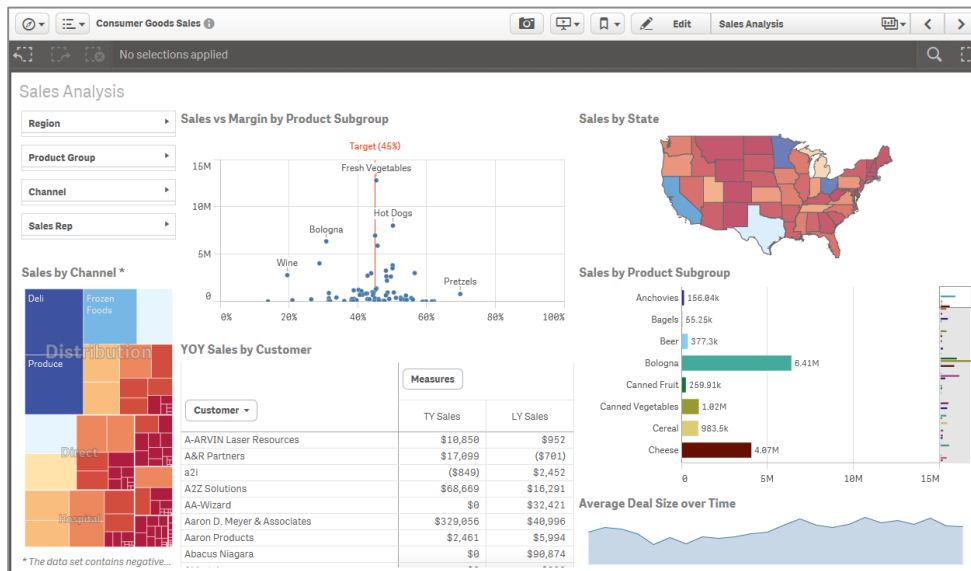 Consumer Goods Sales
Edit
Sales Analysis
No selections applied
Sales Analysis
Region
Product Group
Channel
Sales Rep
Sales by Channel *
Deli
Frozen
Foods
Distribution
Produce
Direct
Hospital
* The data set contains negative...
Sales vs Margin by Product Subgroup
Target (45%)
Fresh Vegetables
Hot Dogs
Bologna
Wine
Pretzels
15M
10M
5M
0
0%
20%
40%
60%
80%
100%
YOY Sales by Customer
Measures
Customer
TY Sales
LY Sales
A-ARVIN Laser Resources $10,850 $952
A&R Partners $17,099 ($701)
a2i ($849) $2,452
A2Z Solutions $68,669 $16,291
AA-Wizard $0 $32,421
Aaron D. Meyer & Associates $329,056 $40,996
Aaron Products $2,461 $5,994
Abacus Niagara $0 $90,874
Sales by State
Sales by Product Subgroup
Anchovies 156.04k
Bagels 55.25k
Beer 377.3k
Bologna 6.41M
Canned Fruit 259.91k
Canned Vegetables 1.02M
Cereal 983.5k
Cheese 4.07M
0
5M
10M
15M
Average Deal Size over Time